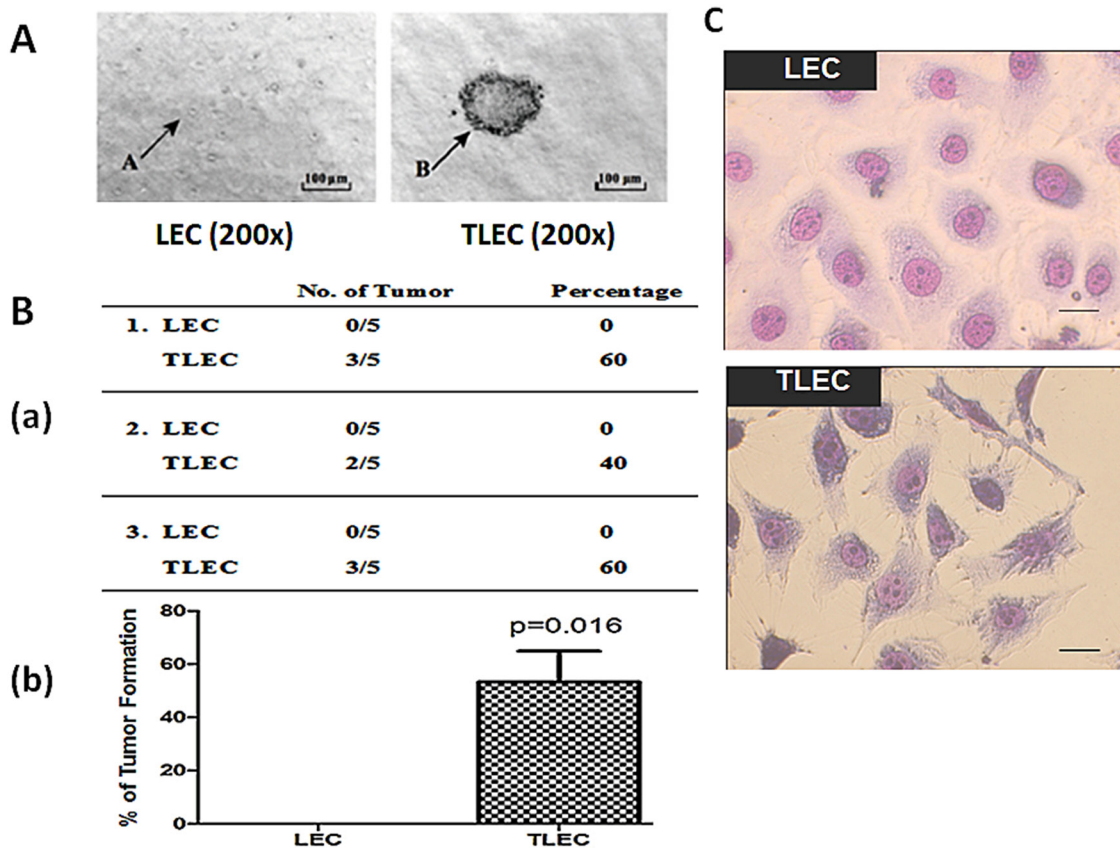 A
A
100 µm
B
100 µm
LEC (200x)
TLEC (200x)
B
(a)
No. of Tumor Percentage
1. LEC 0/5 0
TLEC 3/5 60
2. LEC 0/5 0
TLEC 2/5 40
3. LEC 0/5 0
TLEC 3/5 60
(b)
% of Tumor Formation
80
60
40
20
0
p=0.016
LEC
TLEC
C
LEC
TLEC